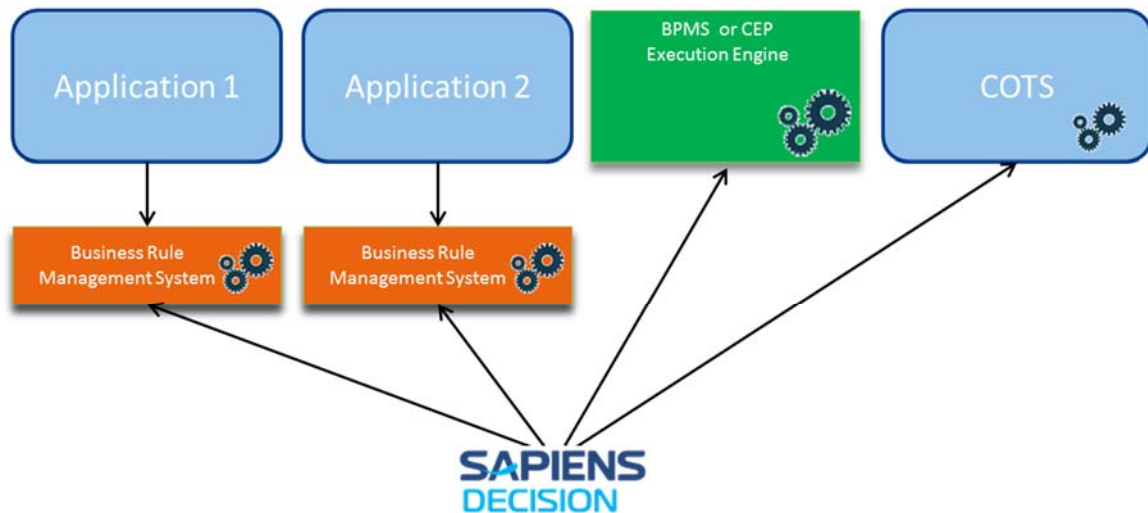 Application 1
Application 2
BPMS or CEP
Execution Engine
COTS
Business Rule
Management System
Business Rule
Management System
SAPIENS
DECISION